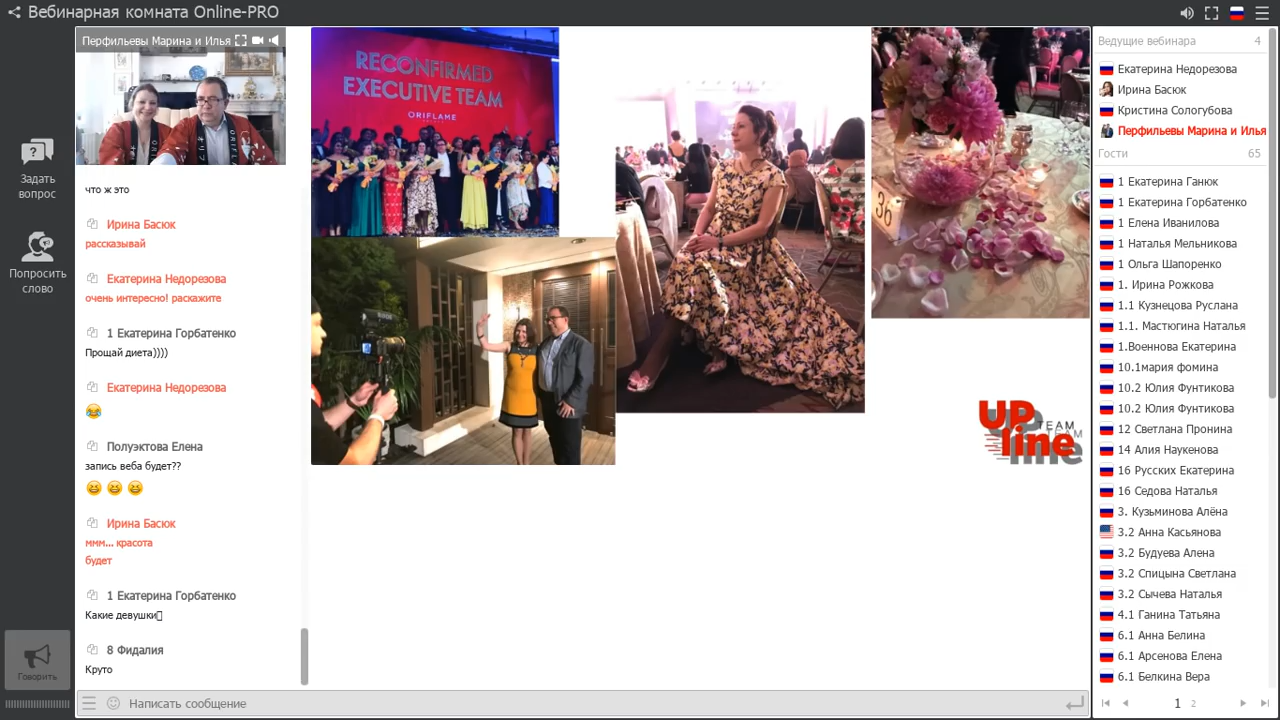 Вебинарная комната Online-PRO
Перфильевы Марина и Илья
Задать
вопрос
Попросить
слово
Говорить
что ж это
Ирина Басюк
рассказывай
Екатерина Недорезова
очень интересно! раскажите
1 Екатерина Горбатенко
Прощай диета))))
Екатерина Недорезова
Полуэктова Елена
запись веба будет??
Ирина Басюк
ммм... красота
будет
1 Екатерина Горбатенко
Какие девушки
8 Фидалия
Круто
Написать сообщение
RECONFIRMED
EXECUTIVE TEAM
ORIFLAME
36
UP
TEAM
line
Ведущие вебинара 4
Екатерина Недорезова
Ирина Басюк
Кристина Сологубова
Перфильевы Марина и Илья
Гости 65
1 Екатерина Ганюк
1 Екатерина Горбатенко
1 Елена Иванилова
1 Наталья Мельникова
1 Ольга Шапоренко
1. Ирина Рожкова
1.1 Кузнецова Руслана
1.1. Мастюгина Наталья
1.Военнова Екатерина
10.1мария фомина
10.2 Юлия Фунтикова
10.2 Юлия Фунтикова
12 Светлана Пронина
14 Алия Наукенова
16 Русских Екатерина
16 Седова Наталья
3. Кузьминова Алёна
3.2 Анна Касьянова
3.2 Будуева Алена
3.2 Спицына Светлана
3.2 Сычева Наталья
4.1 Ганина Татьяна
6.1 Анна Белина
6.1 Арсенова Елена
6.1 Белкина Вера
1 2